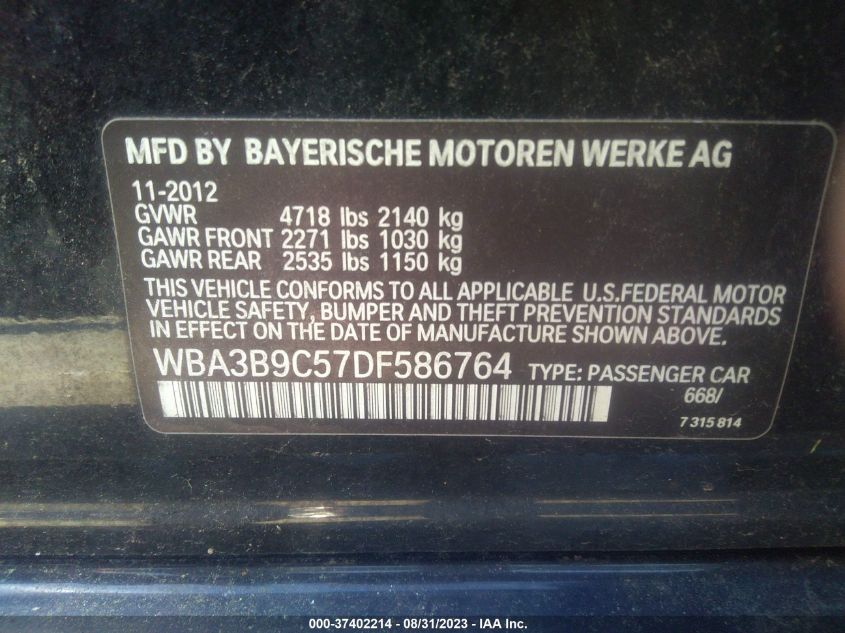 MFD BY BAYERISCHE MOTOREN WERKE AG
11-2012
GVWR 4718 lbs 2140 kg
GAWR FRONT 2271 lbs 1030 kg
GAWR REAR 2535 lbs 1150 kg
THIS VEHICLE CONFORMS TO ALL APPLICABLE U.S.FEDERAL MOTOR
VEHICLE SAFETY, BUMPER AND THEFT PREVENTION STANDARDS
IN EFFECT ON THE DATE OF MANUFACTURE SHOWN ABOVE.
WBA3B9C57DF586764 TYPE: PASSENGER CAR
668/
7 315 814
000-37402214 - 08/31/2023 - IAA Inc.